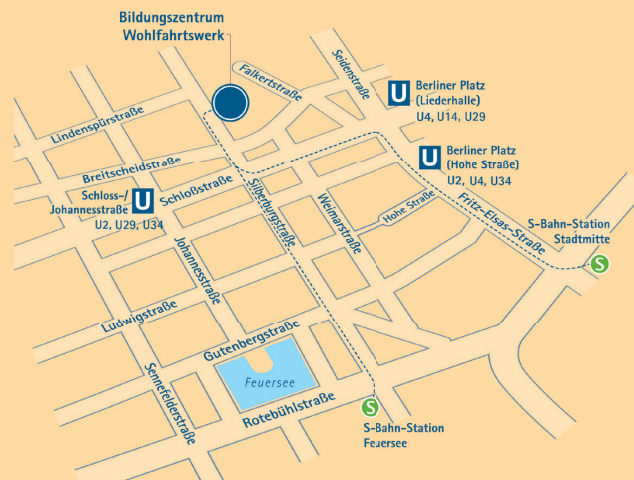 Bildungszentrum
Wohlfahrtswerk
Falkertstraße
Seidenstraße
U
Berliner Platz
(Liederhalle)
U4, U14, U29
Lindenspürstraße
U
Berliner Platz
(Hohe Straße)
U2, U4, U34
Breitscheidstraße
Schloss-/
Johannesstraße
U
U2, U29, U34
Schloßstraße
Silberburgstraße
Weimarstraße
Hohe Straße
Fritz-Elsas-Straße
S-Bahn-Station
Stadtmitte
S
Johannesstraße
Ludwigstraße
Gutenbergstraße
Sennefelderstraße
Feuersee
Rotebühlstraße
S
S-Bahn-Station
Feuersee